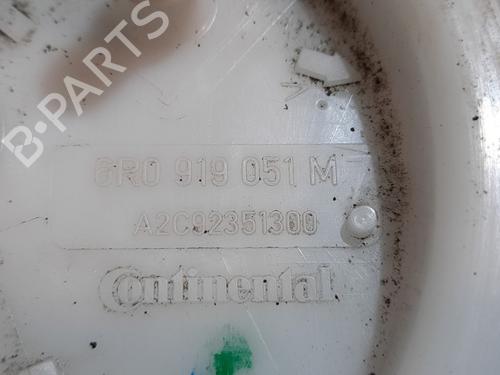 B-PARTS
6R0 919 051 M
A2C92351300
Continental